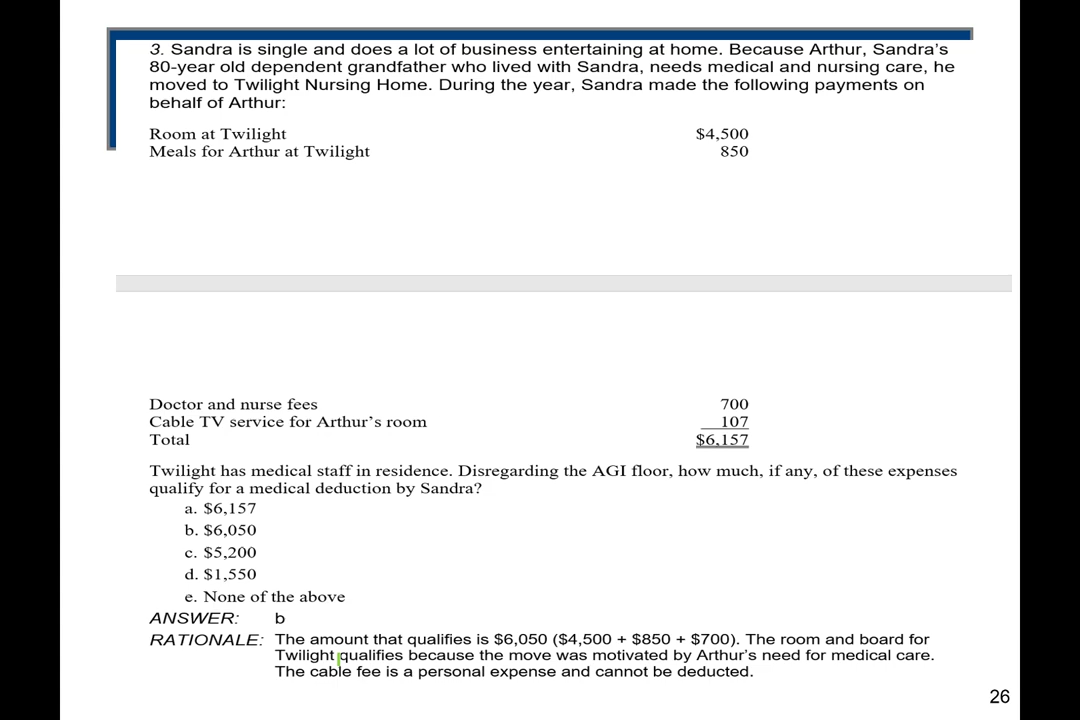 3. Sandra is single and does a lot of business entertaining at home. Because Arthur, Sandra's
80-year old dependent grandfather who lived with Sandra, needs medical and nursing care, he
moved to Twilight Nursing Home. During the year, Sandra made the following payments on
behalf of Arthur:
Room at Twilight $4,500
Meals for Arthur at Twilight 850
Doctor and nurse fees 700
Cable TV service for Arthur's room 107
Total $6,157
Twilight has medical staff in residence. Disregarding the AGI floor, how much, if any, of these expenses
qualify for a medical deduction by Sandra?
a. $6,157
b. $6,050
c. $5,200
d. $1,550
e. None of the above
ANSWER: b
RATIONALE: The amount that qualifies is $6,050 ($4,500 + $850 + $700). The room and board for
Twilight qualifies because the move was motivated by Arthur's need for medical care.
The cable fee is a personal expense and cannot be deducted.
26